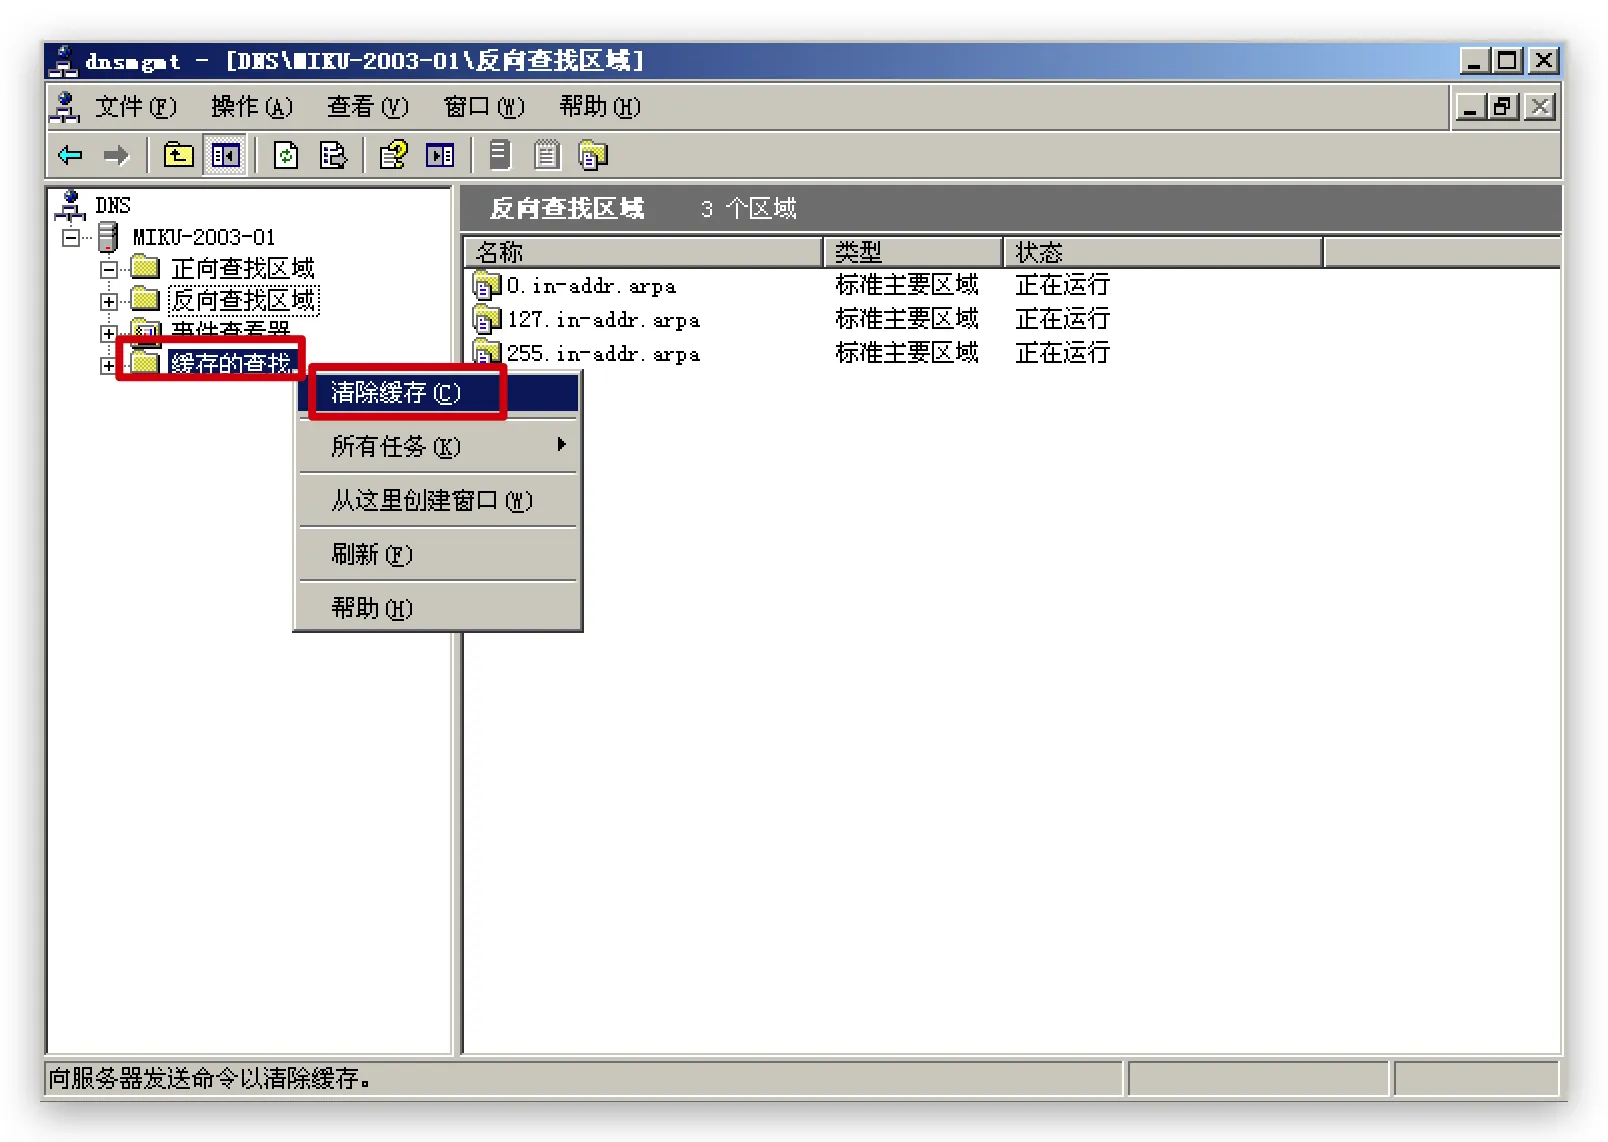 dnsmgmt - [DNS\MIKU-2003-01\反向查找区域]
文件(F) 操作(A) 查看(V) 窗口(W) 帮助(H)
DNS
MIKU-2003-01
正向查找区域
反向查找区域
事件查看器
缓存的查找
反向查找区域 3 个区域
名称 类型 状态
0.in-addr.arpa 标准主要区域 正在运行
127.in-addr.arpa 标准主要区域 正在运行
255.in-addr.arpa 标准主要区域 正在运行
清除缓存(C)
所有任务(K)
从这里创建窗口(W)
刷新(F)
帮助(H)
向服务器发送命令以清除缓存。